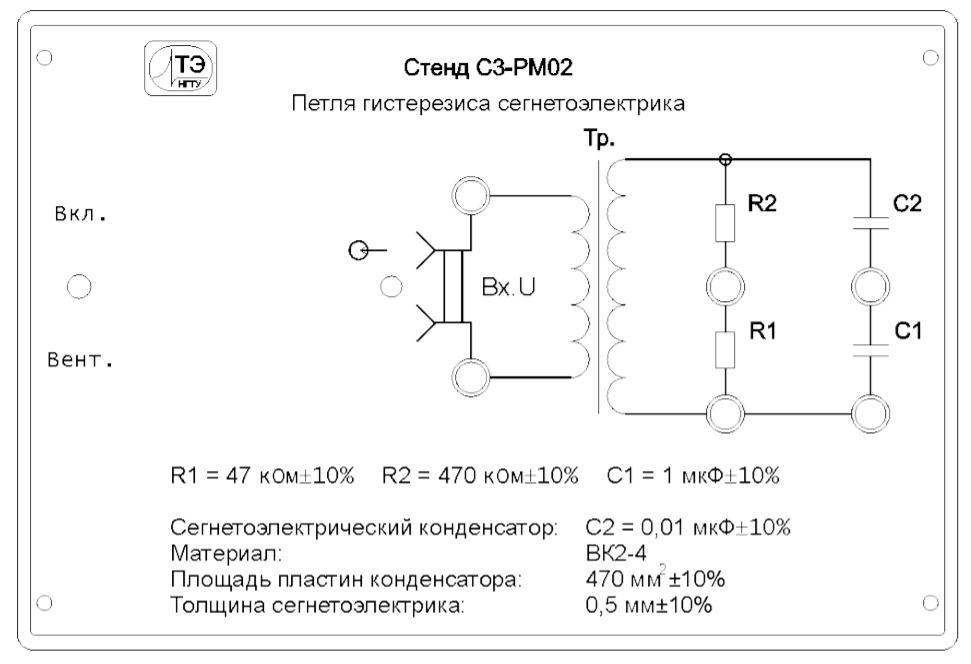 ТЭ
НГТУ
Стенд С3-РМ02
Петля гистерезиса сегнетоэлектрика
Тр.
Вкл.
R2
C2
Вх.U
R1
C1
Вент.
R1 = 47 кОм±10% R2 = 470 кОм±10% C1 = 1 мкФ±10%
Сегнетоэлектрический конденсатор: C2 = 0,01 мкФ±10%
Материал: ВК2-4
Площадь пластин конденсатора: 470 мм²±10%
Толщина сегнетоэлектрика: 0,5 мм±10%